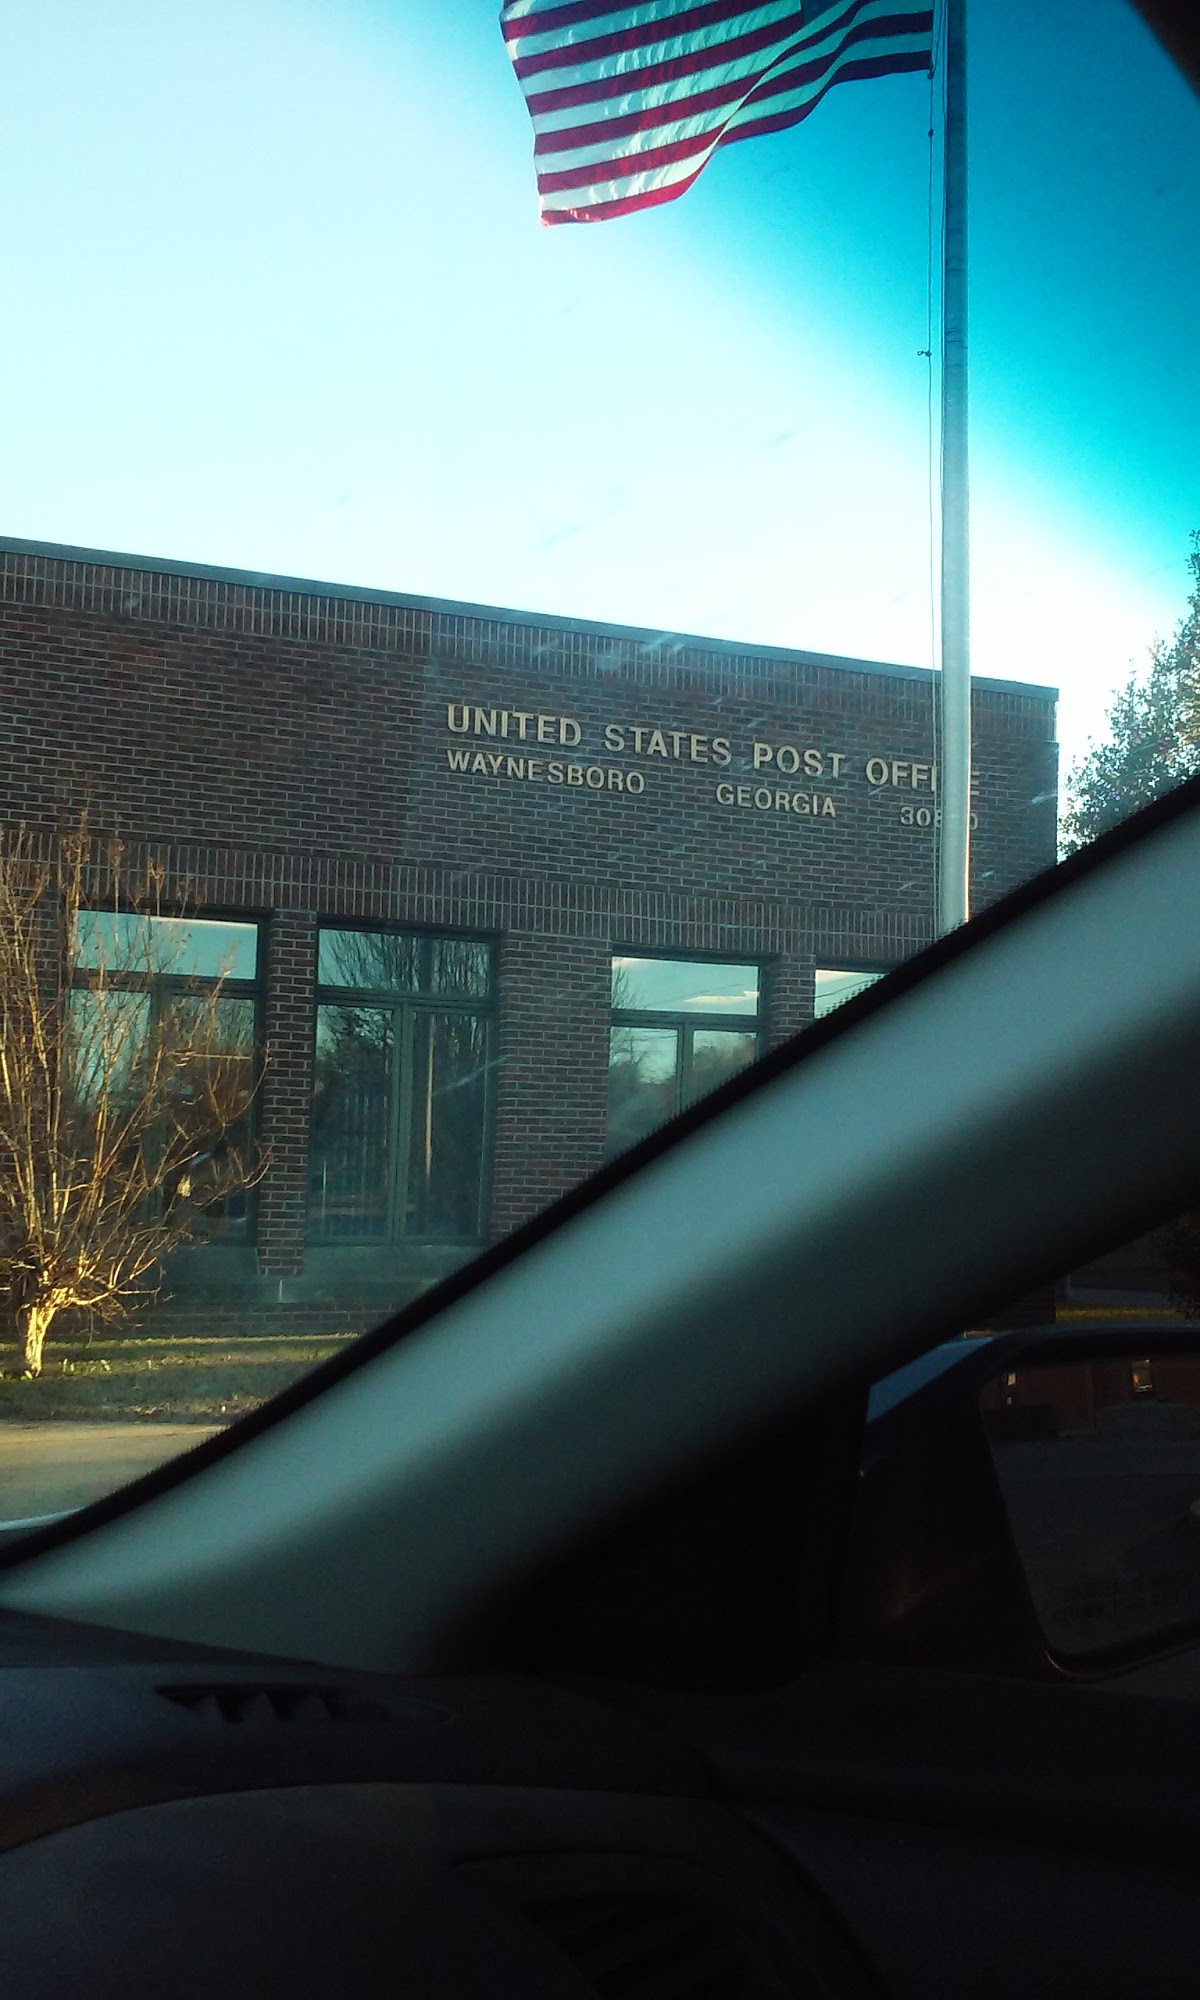 UNITED STATES POST OFFICE
WAYNESBORO GEORGIA